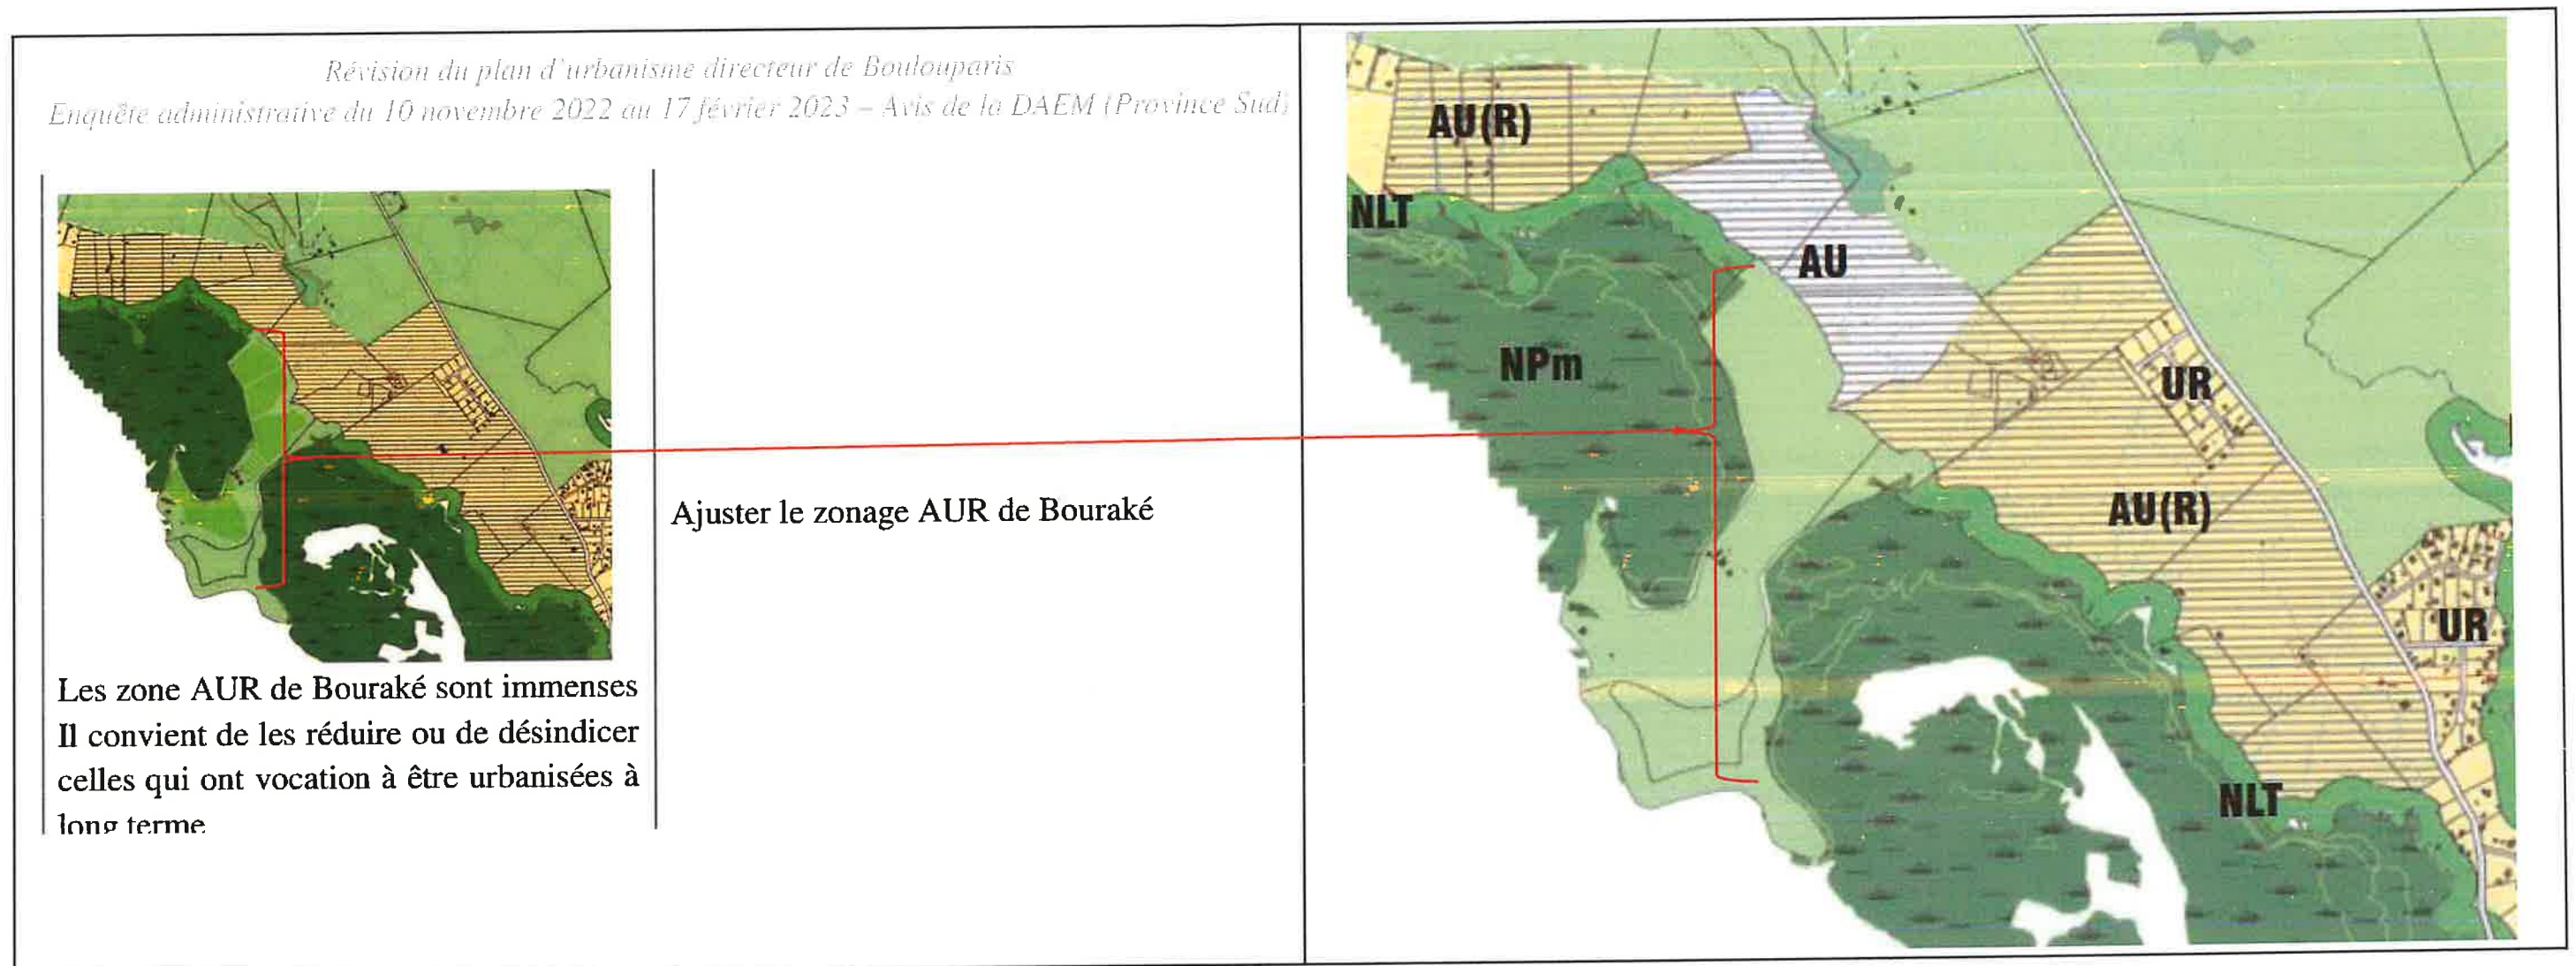 Révision du plan d'urbanisme directeur de Boulouparis
Enquête administrative du 10 novembre 2022 au 17 février 2023 – Avis de la DAEM (Province Sud)
Les zone AUR de Bouraké sont immenses
Il convient de les réduire ou de désindicer
celles qui ont vocation à être urbanisées à
long terme
Ajuster le zonage AUR de Bouraké
AU(R)
NLT
AU
NPm
UR
AU(R)
UR
NLT